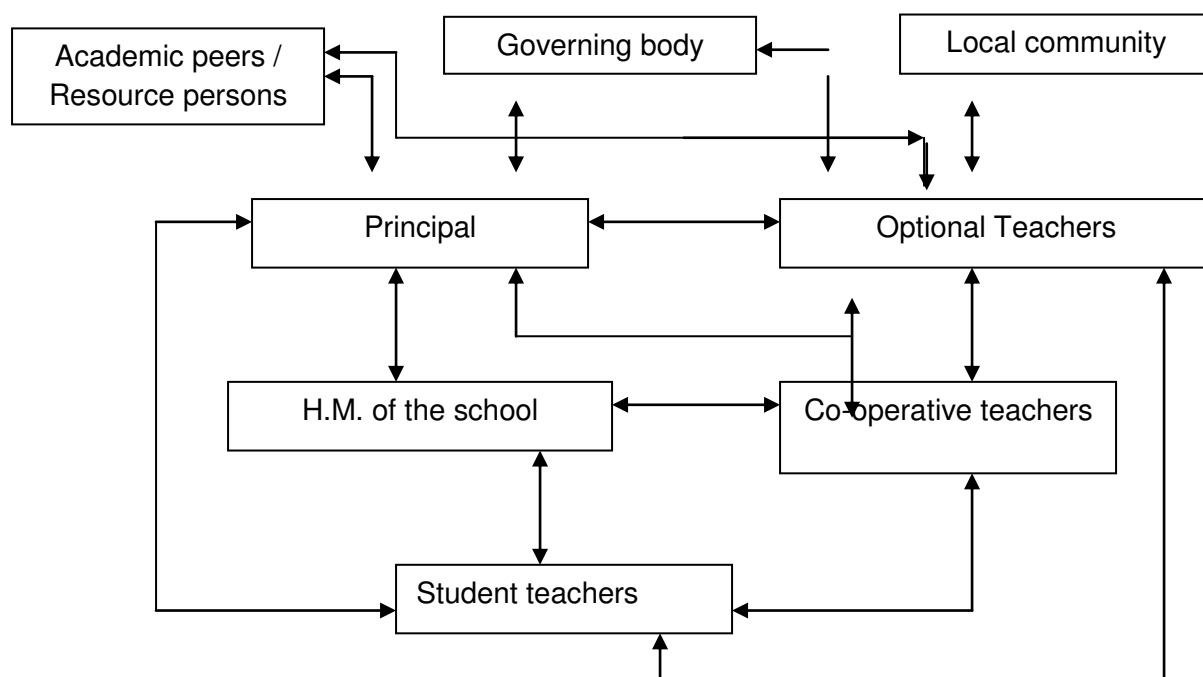 Academic peers /
Resource persons
Governing body
Local community
Principal
Optional Teachers
H.M. of the school
Co-operative teachers
Student teachers